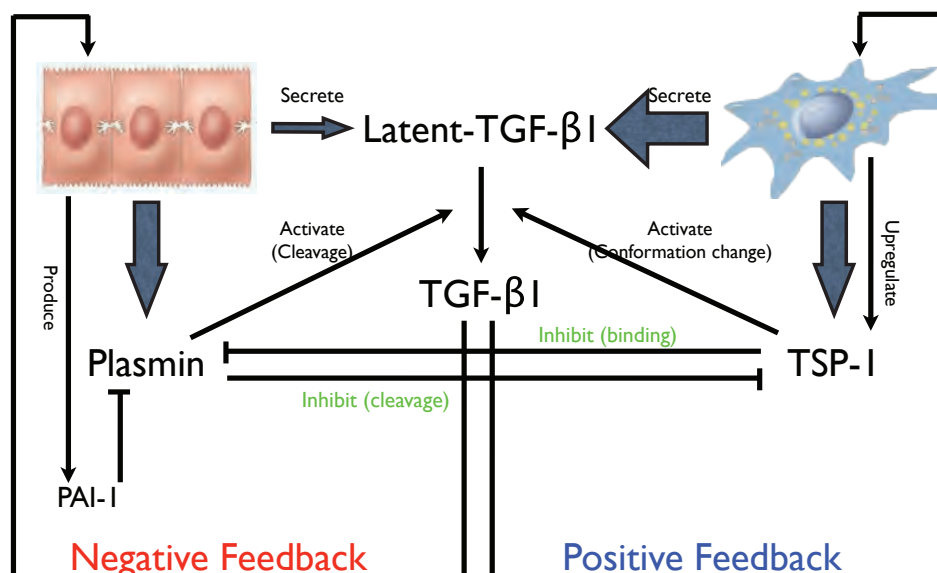 Secrete
Secrete
Latent-TGF-β1
Activate
(Cleavage)
Activate
(Conformation change)
Produce
Upregulate
TGF-β1
Inhibit (binding)
Plasmin
TSP-1
Inhibit (cleavage)
PAI-1
Negative Feedback
Positive Feedback